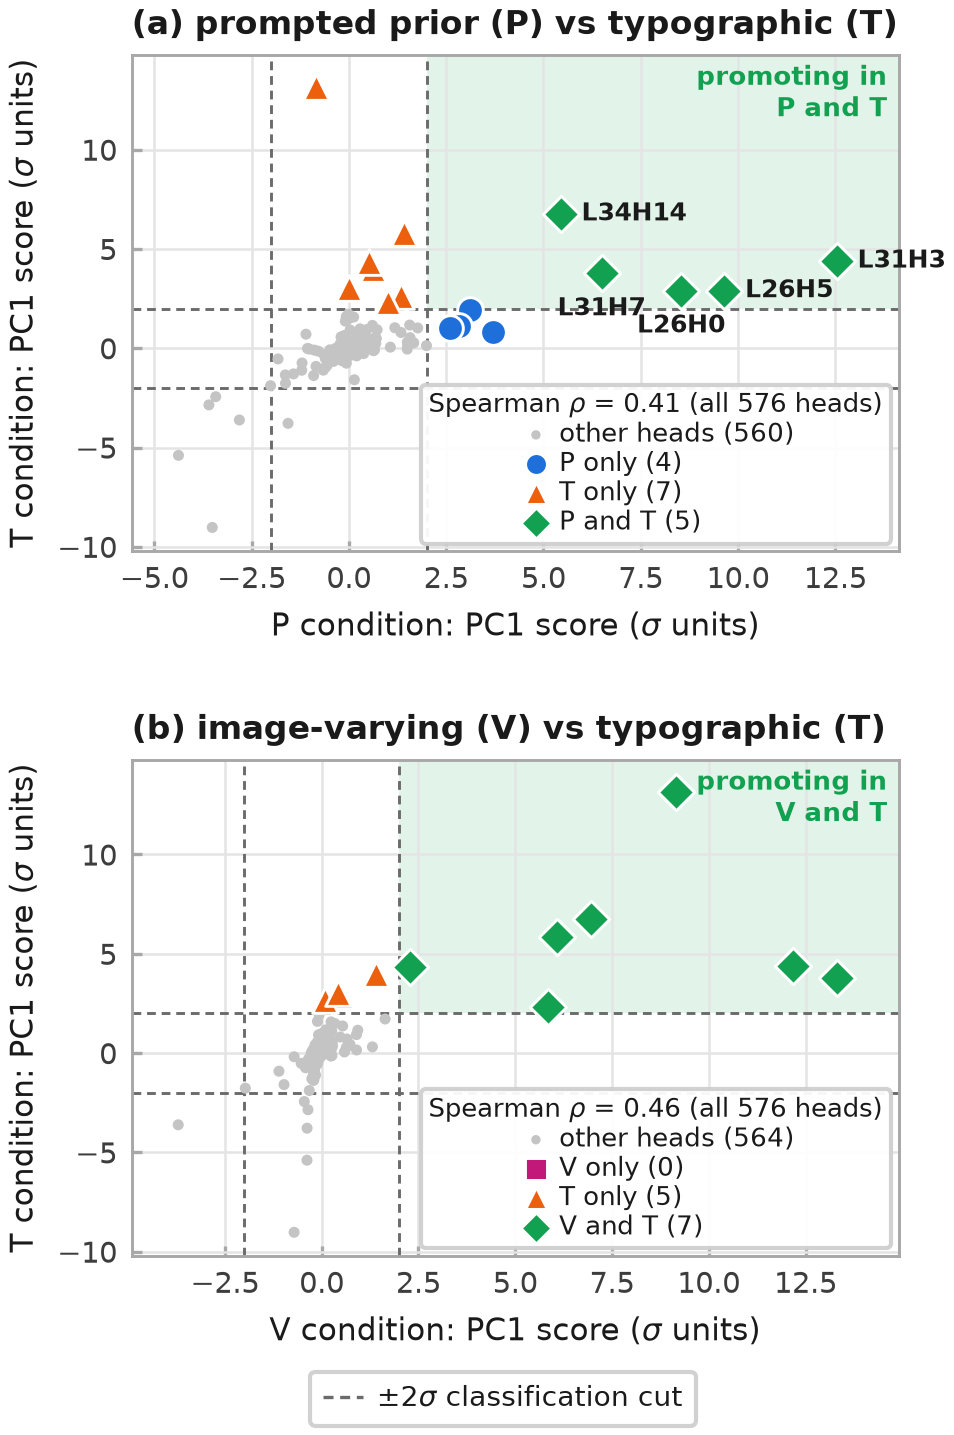 (a) prompted prior (P) vs typographic (T)
promoting in
P and T
T condition: PC1 score (σ units)
10
5
0
−5
−10
L34H14
L31H3
L31H7
L26H5
L26H0
Spearman ρ = 0.41 (all 576 heads)
other heads (560)
P only (4)
T only (7)
P and T (5)
−5.0 −2.5 0.0 2.5 5.0 7.5 10.0 12.5
P condition: PC1 score (σ units)
(b) image-varying (V) vs typographic (T)
promoting in
V and T
T condition: PC1 score (σ units)
10
5
0
−5
−10
Spearman ρ = 0.46 (all 576 heads)
other heads (564)
V only (0)
T only (5)
V and T (7)
−2.5 0.0 2.5 5.0 7.5 10.0 12.5
V condition: PC1 score (σ units)
±2σ classification cut